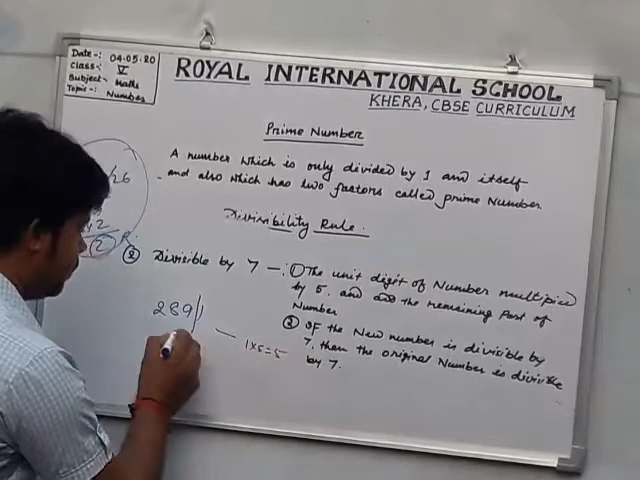 Date-: 04.05.20
Class-: V
Subject-: Maths
Topic-: Number
ROYAL INTERNATIONAL SCHOOL
KHERA, CBSE CURRICULUM
Prime Number
A number which is only divided by 1 and itself
and also which has two factors called prime Number
Divisibility Rule.
② Divisible by 7 —: ① The unit digit of Number multipied
by 5. and add the remaining Part of
Number
② If the New number is divisible by
7. then the original Number is divisible
by 7.
289/1
1x5=5
/26
2